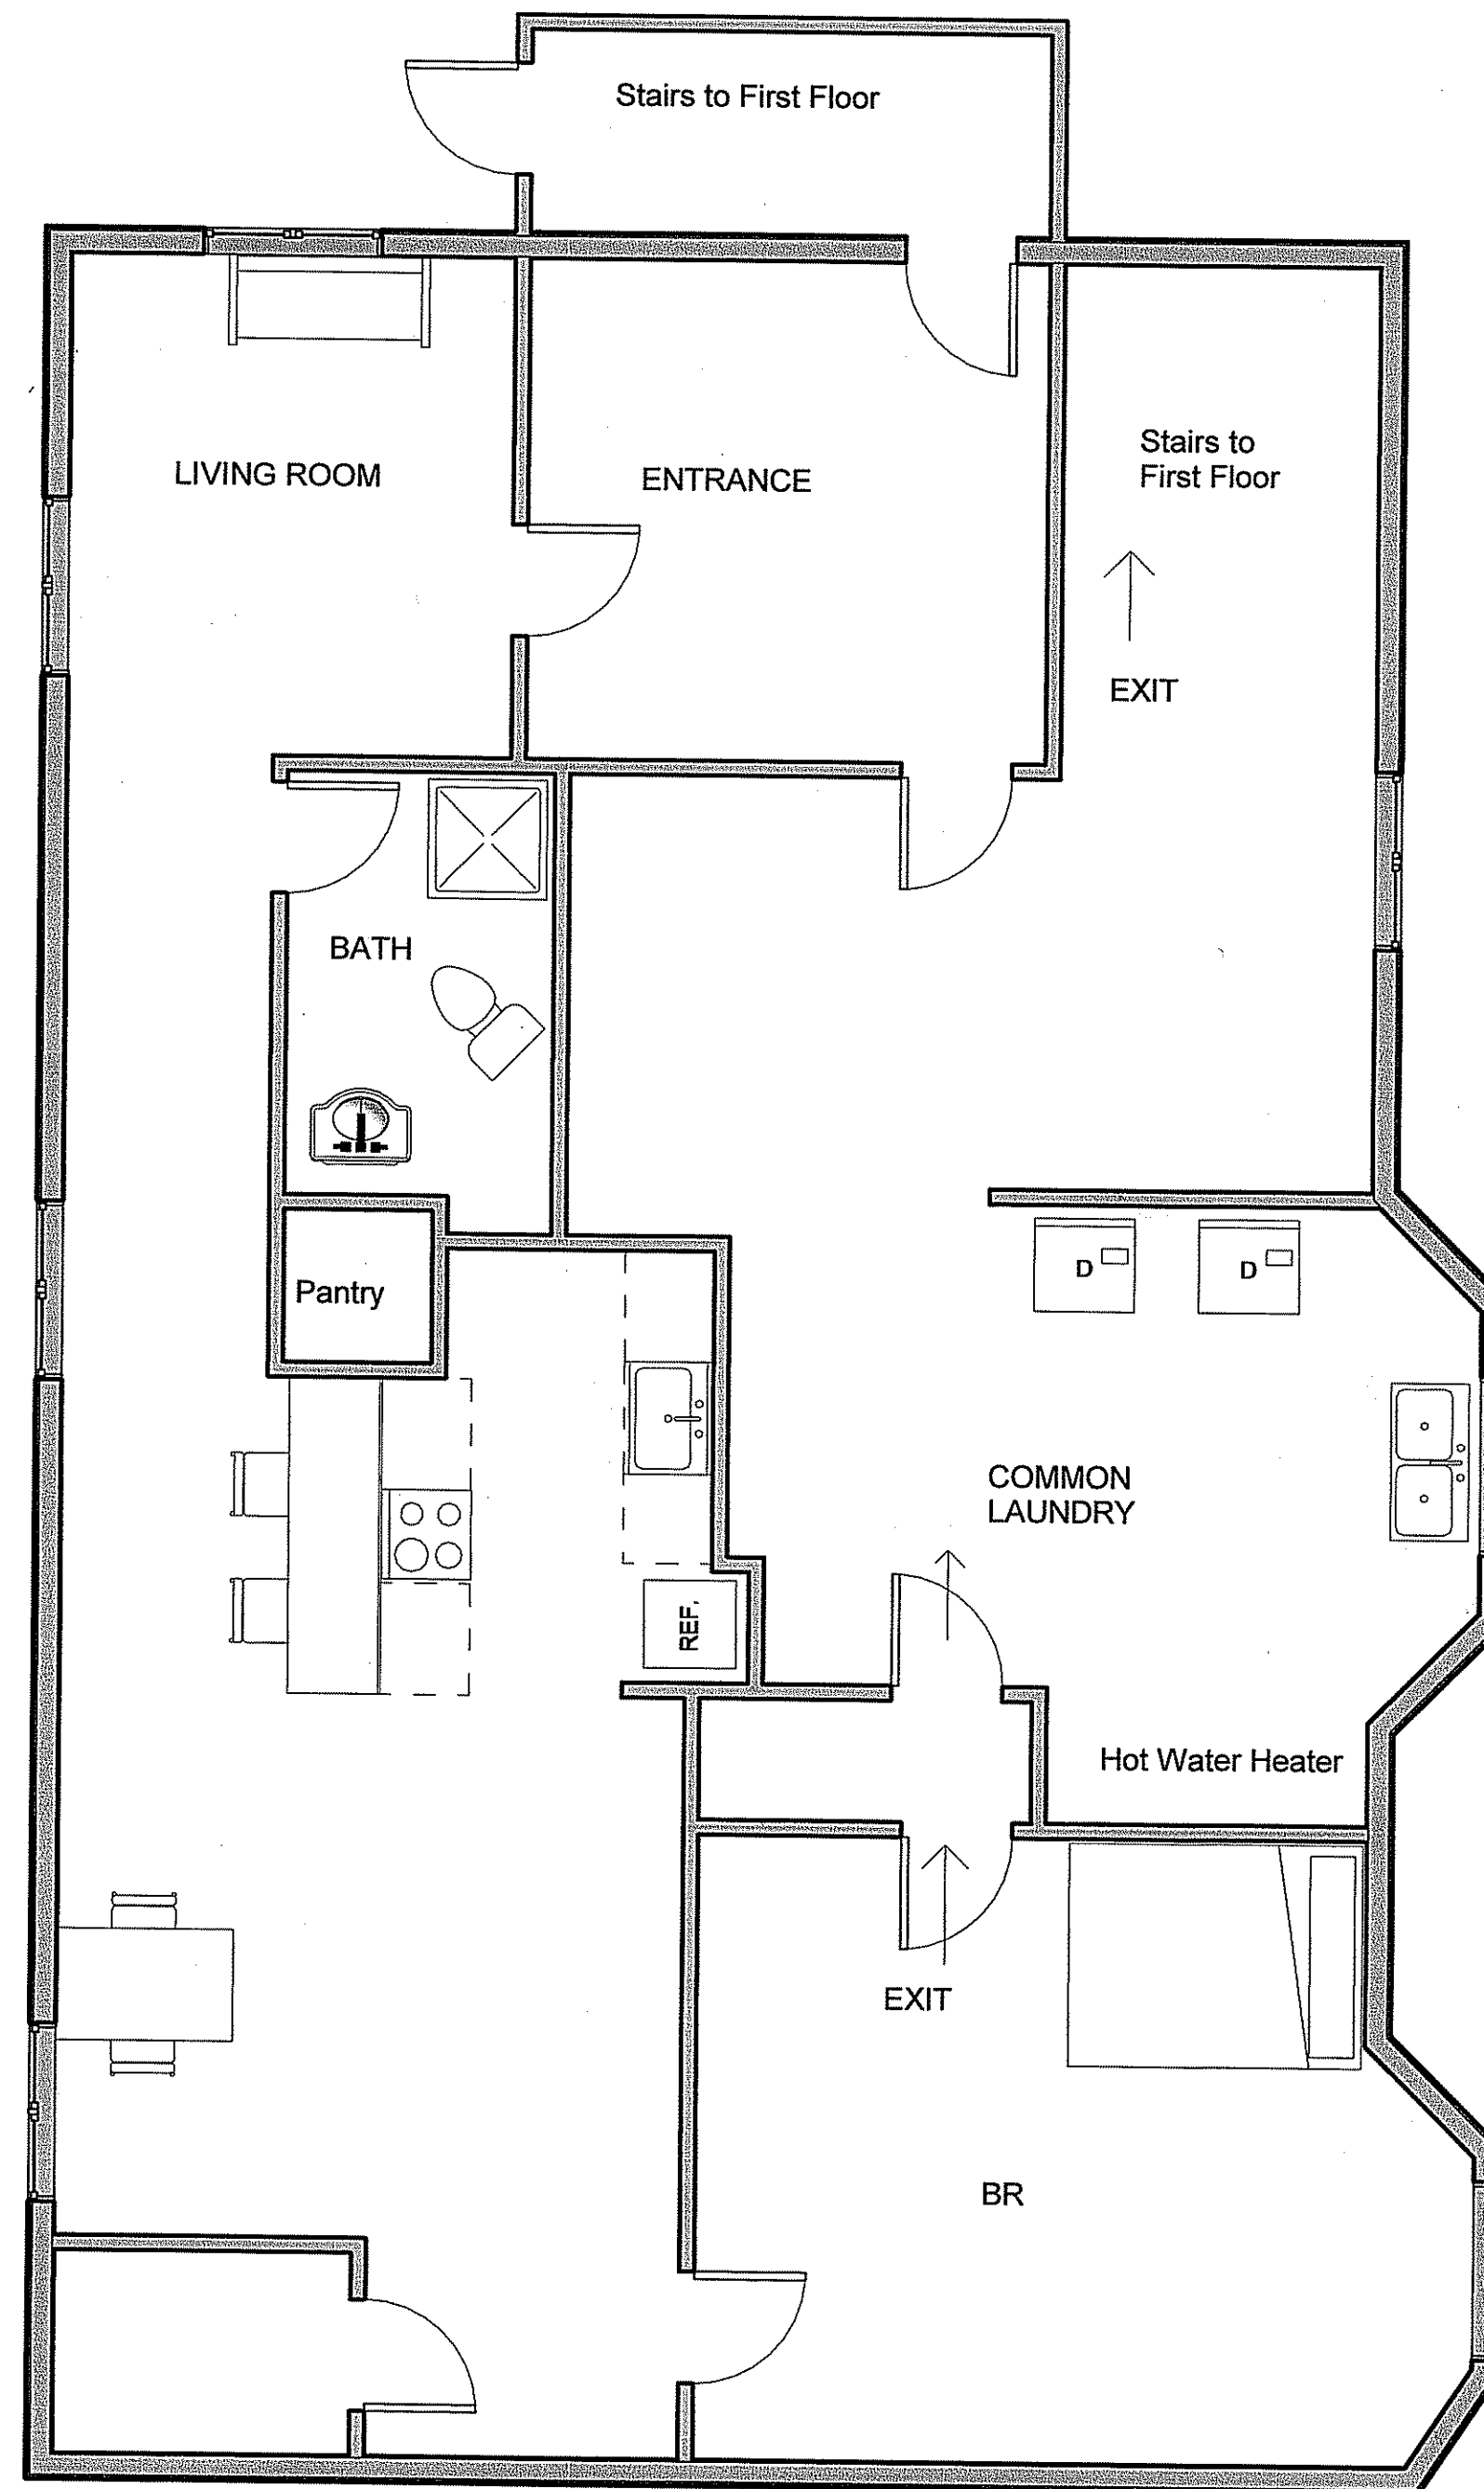 Stairs to First Floor
LIVING ROOM
ENTRANCE
Stairs to
First Floor
EXIT
BATH
Pantry
D
D
COMMON
LAUNDRY
REF.
Hot Water Heater
EXIT
BR